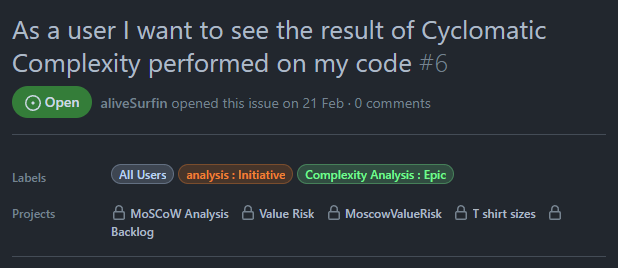 As a user I want to see the result of Cyclomatic
Complexity performed on my code #6
Open aliveSurfin opened this issue on 21 Feb · 0 comments
Labels All Users analysis : Initiative Complexity Analysis : Epic
Projects MoSCoW Analysis Value Risk MoscowValueRisk T shirt sizes
Backlog